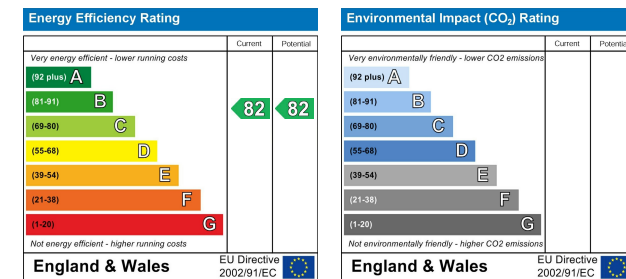 Energy Efficiency Rating
Current Potential
Very energy efficient - lower running costs
(92 plus) A
(81-91) B
82 82
(69-80) C
(55-68) D
(39-54) E
(21-38) F
(1-20) G
Not energy efficient - higher running costs
England & Wales
EU Directive
2002/91/EC
Environmental Impact (CO₂) Rating
Current Potentia
Very environmentally friendly - lower CO2 emissions
(92 plus) A
(81-91) B
(69-80) C
(55-68) D
(39-54) E
(21-38) F
(1-20) G
Not environmentally friendly - higher CO2 emissions
England & Wales
EU Directive
2002/91/EC